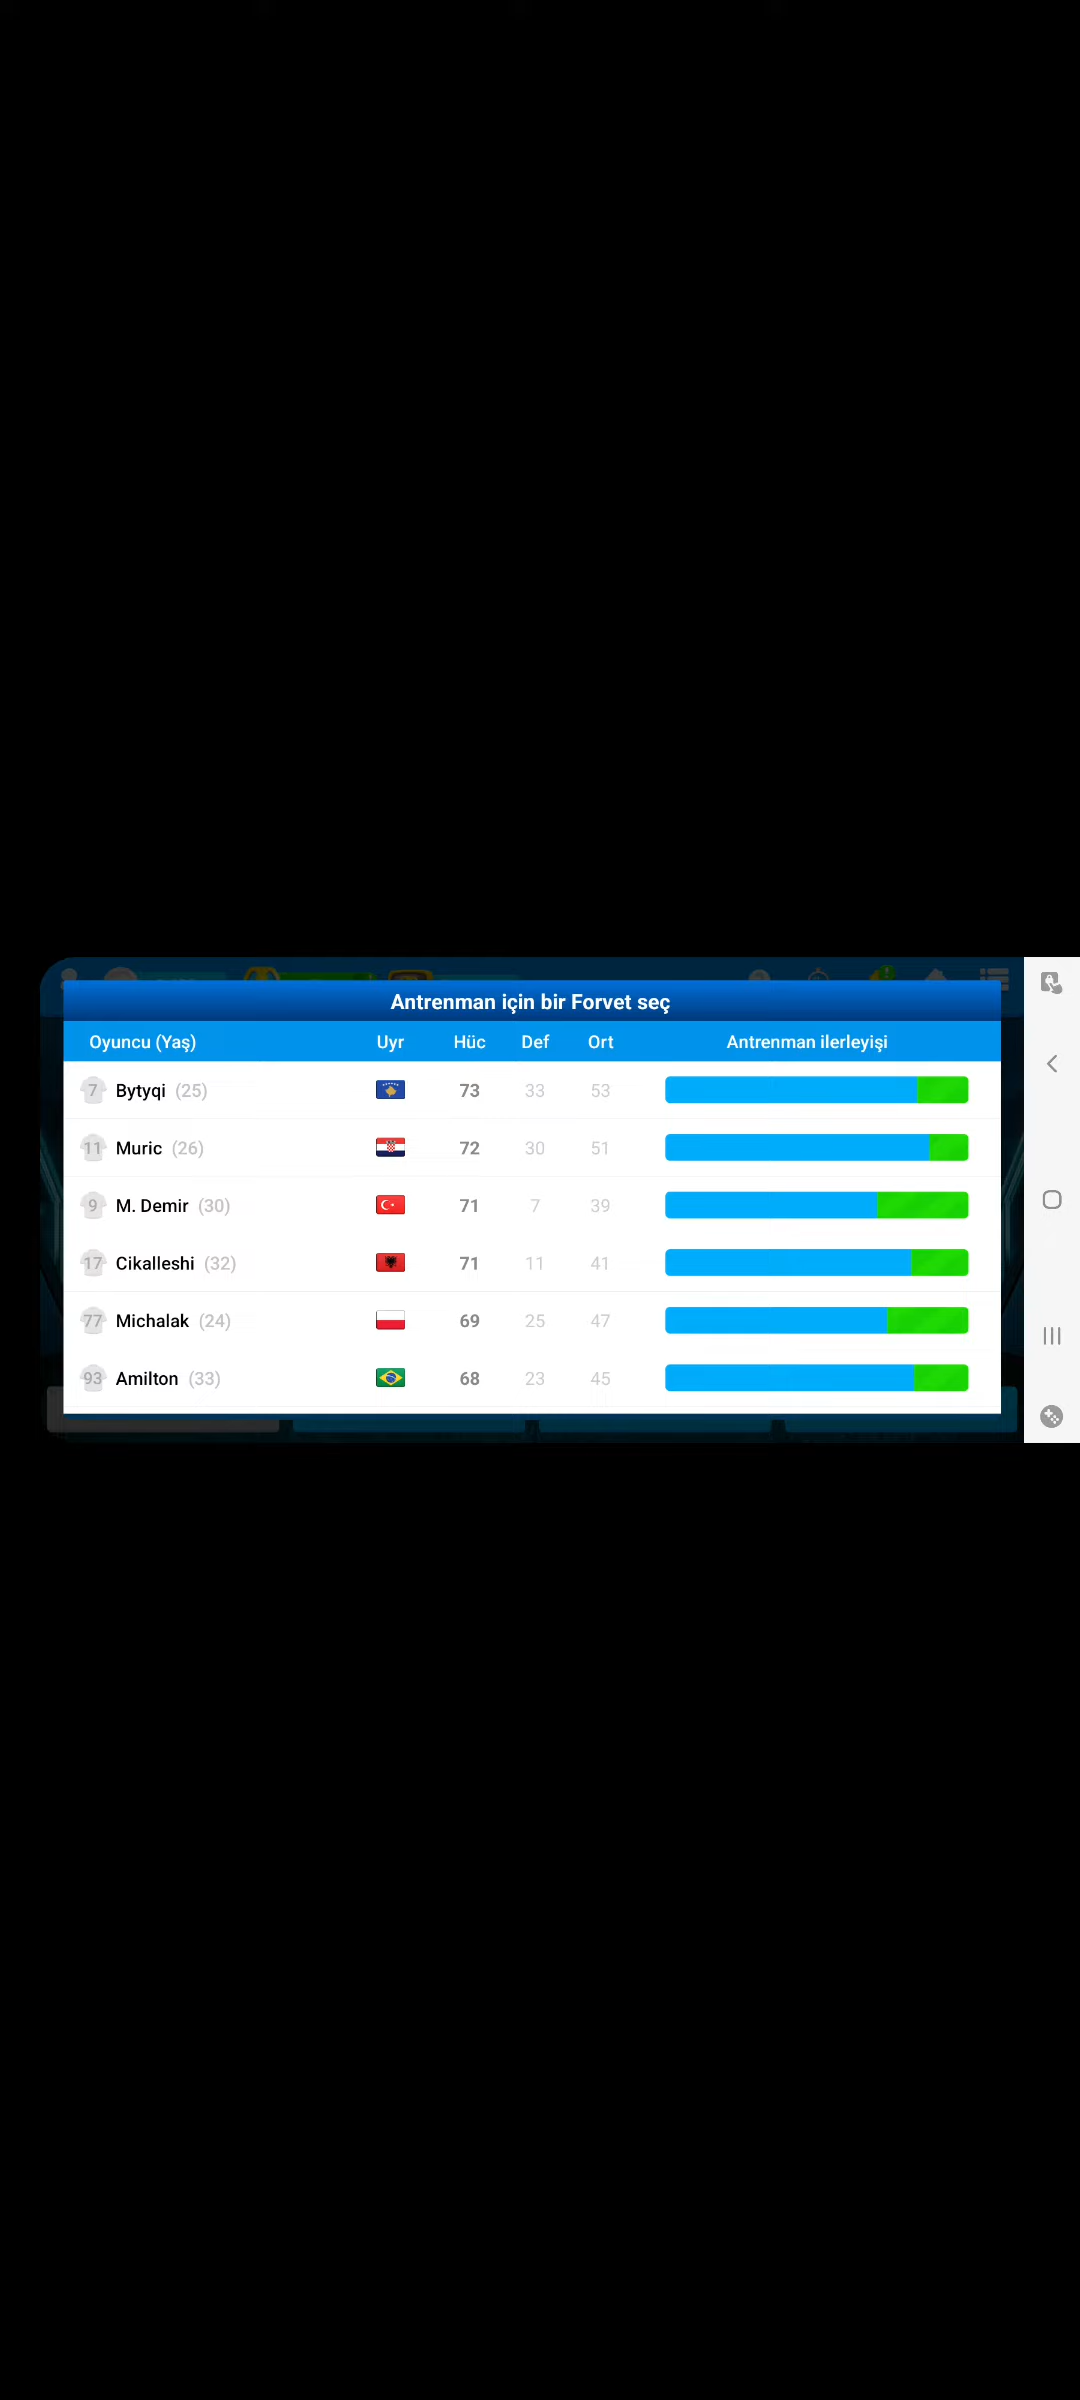 Antrenman için bir Forvet seç
Oyuncu (Yaş) Uyr Hüc Def Ort Antrenman ilerleyişi
7 Bytyqi (25) 73 33 53
11 Muric (26) 72 30 51
9 M. Demir (30) 71 7 39
17 Cikalleshi (32) 71 11 41
77 Michalak (24) 69 25 47
93 Amilton (33) 68 23 45